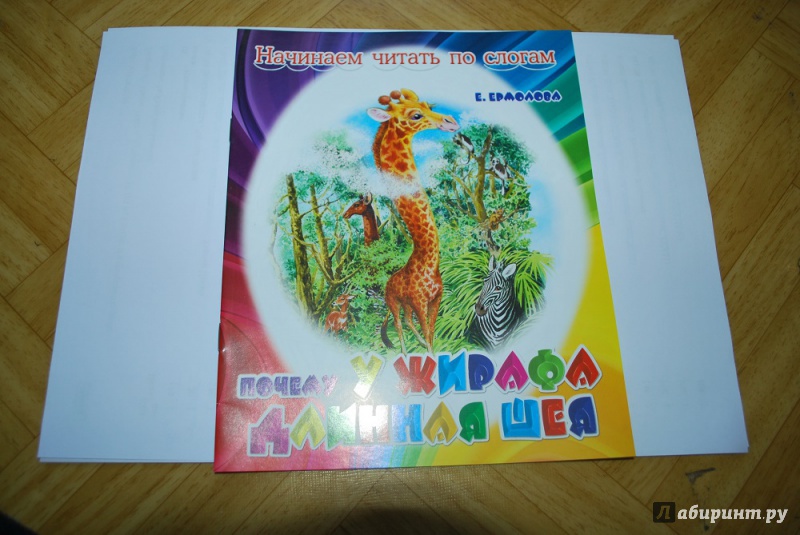 Начинаем читать по слогам
Е. ЕРМОЛОВА
ПОЧЕМУ У ЖИРАФА
ДЛИННАЯ ШЕЯ
Лабиринт.ру